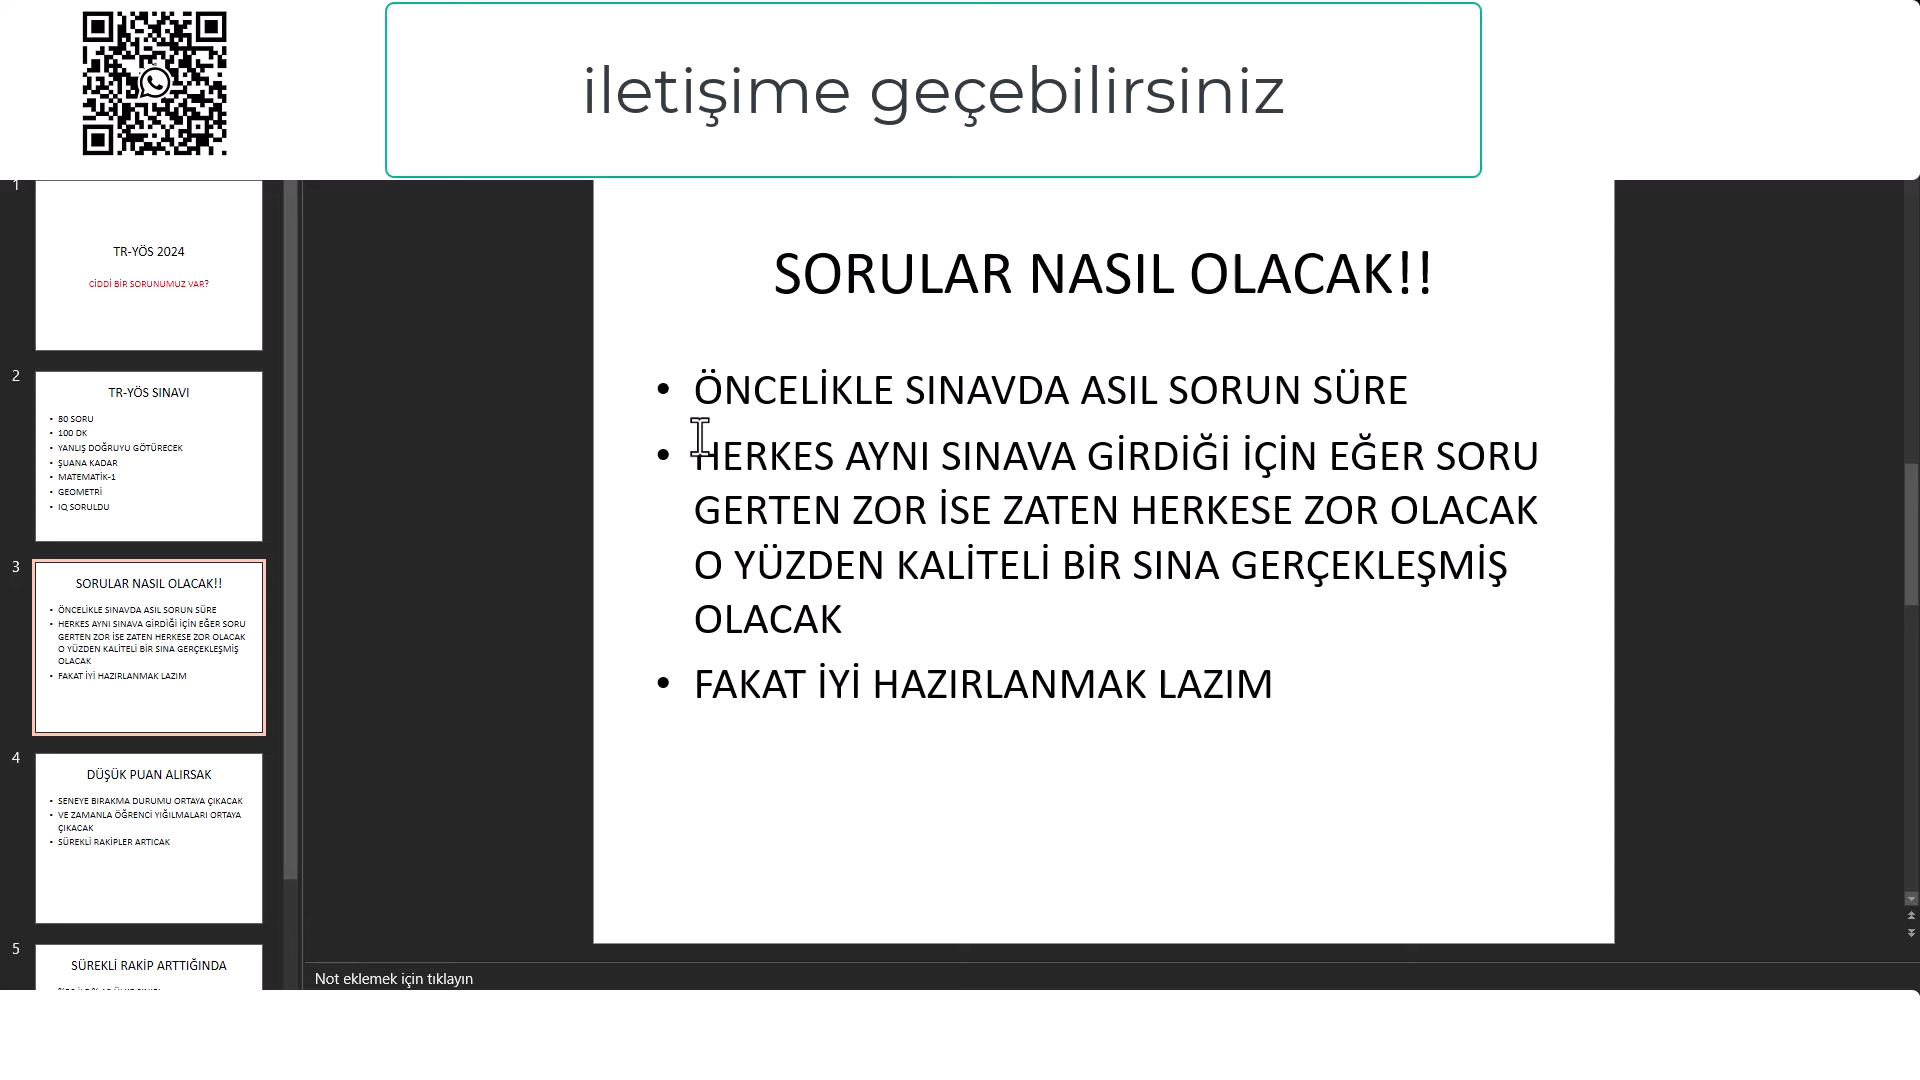 iletişime geçebilirsiniz
1
TR-YÖS 2024
CİDDİ BİR SORUNUMUZ VAR?
2
TR-YÖS SINAVI
• 80 SORU
• 100 DK
• YANLIŞ DOĞRUYU GÖTÜRECEK
• ŞUANA KADAR
• MATEMATİK-1
• GEOMETRİ
• IQ SORULDU
3
SORULAR NASIL OLACAK!!
• ÖNCELİKLE SINAVDA ASIL SORUN SÜRE
• HERKES AYNI SINAVA GİRDİĞİ İÇİN EĞER SORU
GERTEN ZOR İSE ZATEN HERKESE ZOR OLACAK
O YÜZDEN KALİTELİ BİR SINA GERÇEKLEŞMİŞ
OLACAK
• FAKAT İYİ HAZIRLANMAK LAZIM
4
DÜŞÜK PUAN ALIRSAK
• SENEYE BIRAKMA DURUMU ORTAYA ÇIKACAK
• VE ZAMANLA ÖĞRENCİ YIĞILMALARI ORTAYA
ÇIKACAK
• SÜREKLİ RAKİPLER ARTICAK
5
SÜREKLİ RAKİP ARTTIĞINDA
SORULAR NASIL OLACAK!!
• ÖNCELİKLE SINAVDA ASIL SORUN SÜRE
• HERKES AYNI SINAVA GİRDİĞİ İÇİN EĞER SORU
GERTEN ZOR İSE ZATEN HERKESE ZOR OLACAK
O YÜZDEN KALİTELİ BİR SINA GERÇEKLEŞMİŞ
OLACAK
• FAKAT İYİ HAZIRLANMAK LAZIM
Not eklemek için tıklayın